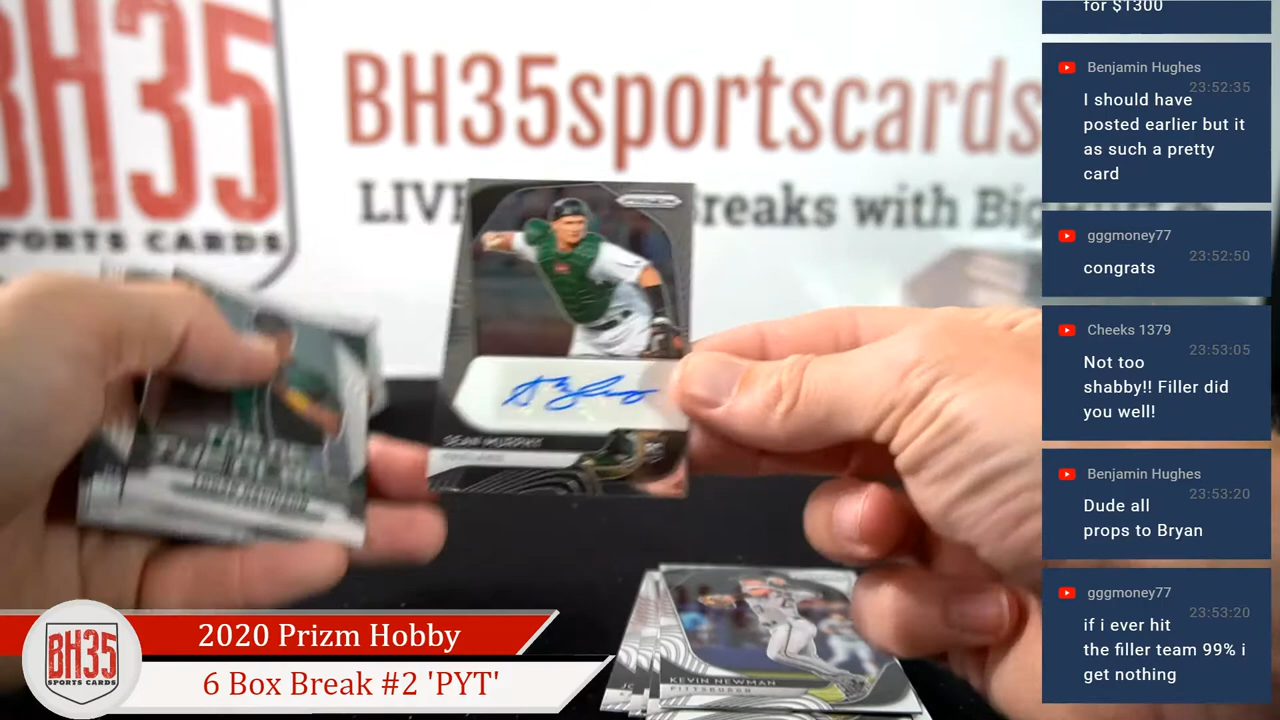 BH35
SPORTS CARDS
BH35sportscards
LIVE
reaks with Big
SEAN MURPHY
RC
KEVIN NEWMAN
PITTSBURGH
BH35
SPORTS CARDS
2020 Prizm Hobby
6 Box Break #2 'PYT'
for $1300
Benjamin Hughes
23:52:35
I should have
posted earlier but it
as such a pretty
card
gggmoney77
23:52:50
congrats
Cheeks 1379
23:53:05
Not too
shabby!! Filler did
you well!
Benjamin Hughes
23:53:20
Dude all
props to Bryan
gggmoney77
23:53:20
if i ever hit
the filler team 99% i
get nothing